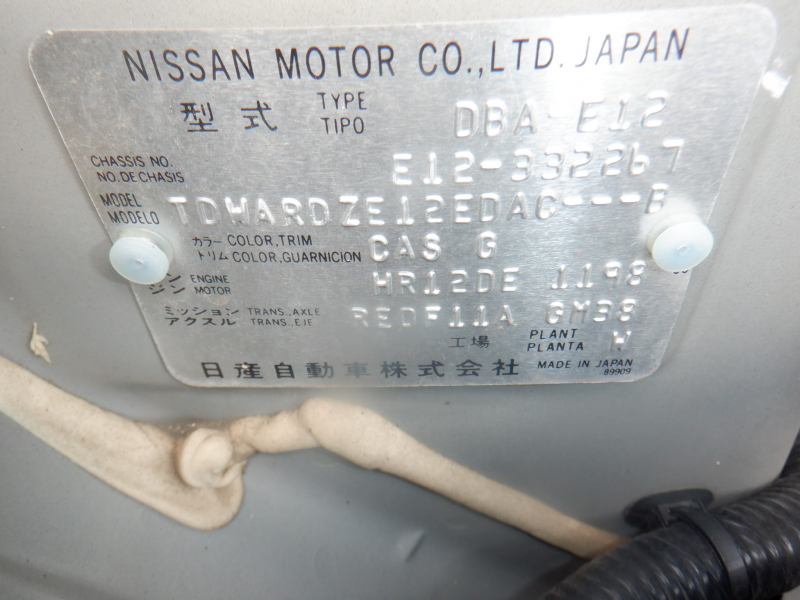 NISSAN MOTOR CO.,LTD. JAPAN
型式 TYPE TIPO DBA-E12
CHASSIS NO. NO.DE CHASIS E12-332267
MODEL MODELO TDWARDZE12EDAC---B
カラー COLOR,TRIM トリム COLOR,GUARNICION CAS G
ン ENGINE ジン MOTOR HR12DE 1198
ミッション TRANS.,AXLE アクスル TRANS.,EJE REDF11A GM38
工場 PLANT PLANTA W
日産自動車株式会社 MADE IN JAPAN
89909